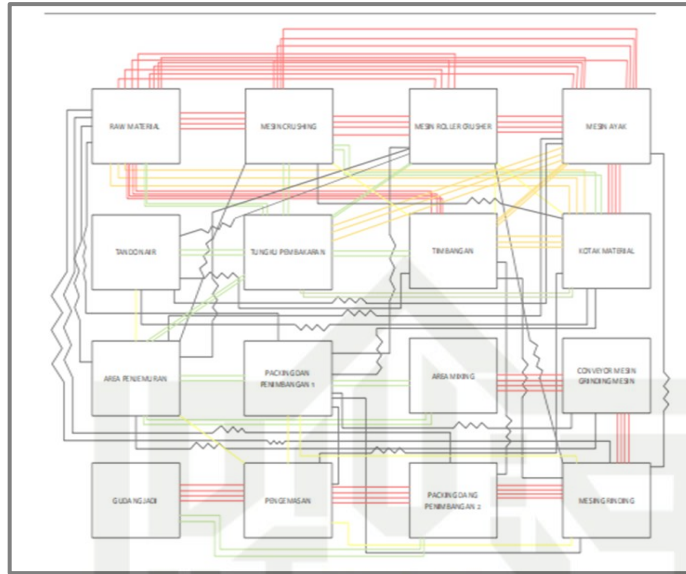 RAW MATERIAL
MESIN CRUSHING
MESIN ROLLER CRUSHER
MESIN AYAK
TANDON AIR
TUNGKU PEMBAKARAN
TIMBANGAN
KOTAK MATERIAL
AREA PENJEMURAN
PACKING DAN
PENIMBANGAN 1
AREA MIXING
CONVEYOR MESIN
GRINDING MESIN
GUDANG JADI
PENGEMASAN
PACKING DANG
PENIMBANGAN 2
MESIN GRINDING